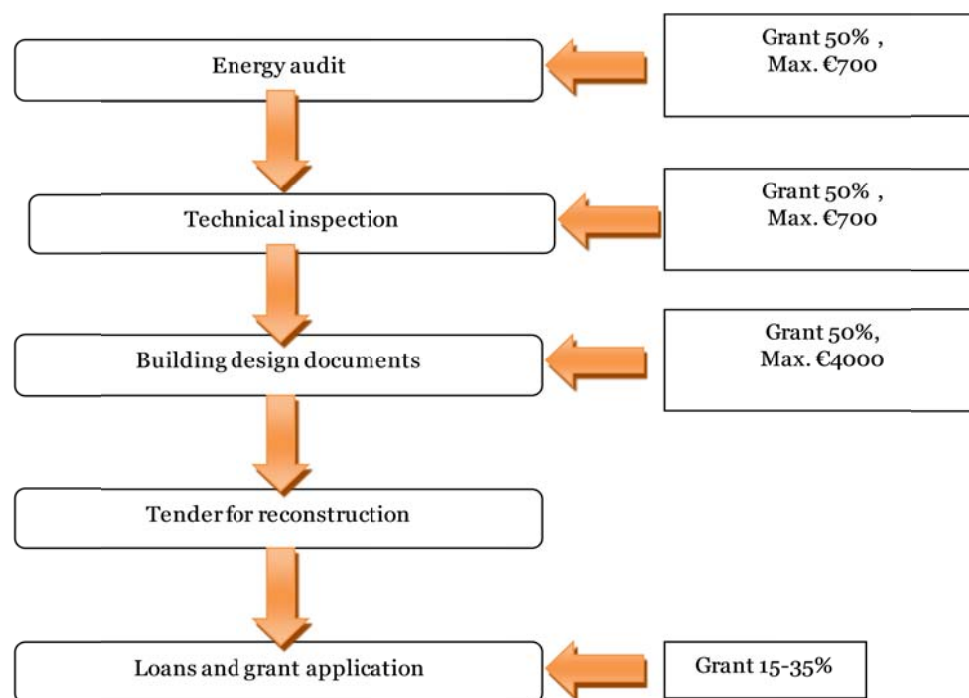 Energy audit
Grant 50% ,
Max. €700
Technical inspection
Grant 50% ,
Max. €700
Building design documents
Grant 50%,
Max. €4000
Tender for reconstruction
Loans and grant application
Grant 15-35%